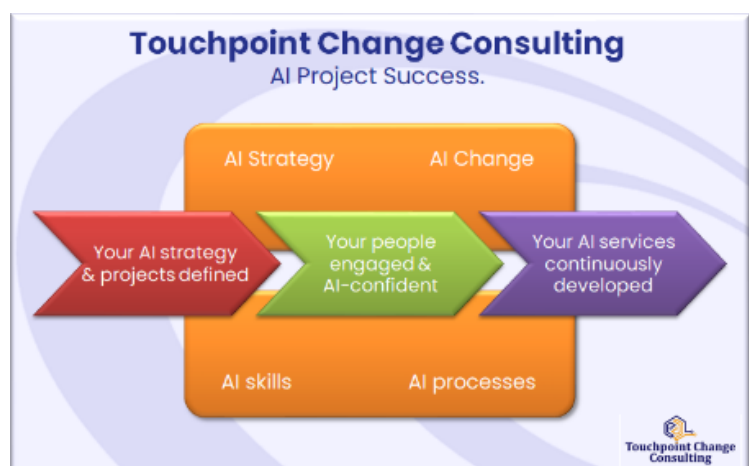 Touchpoint Change Consulting
AI Project Success.
AI Strategy
AI Change
Your AI strategy
& projects defined
Your people
engaged &
AI-confident
Your AI services
continuously
developed
AI skills
AI processes
Touchpoint Change
Consulting